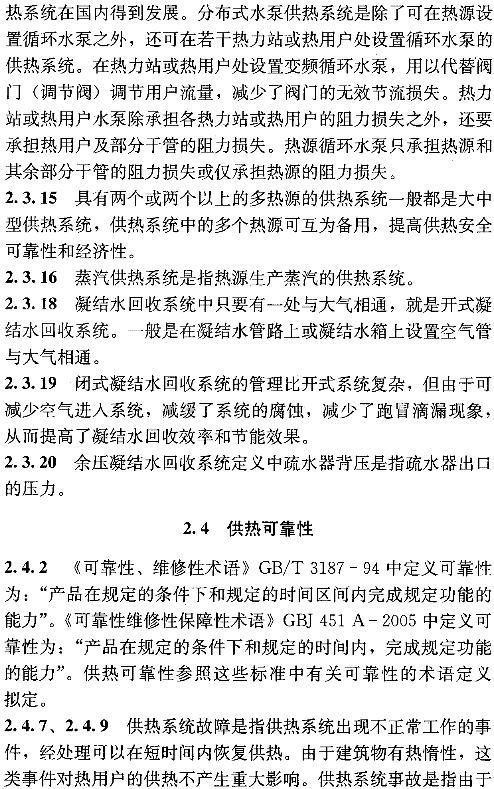 热系统在国内得到发展。分布式水泵供热系统是除了可在热源设
置循环水泵之外，还可在若干热力站或热用户处设置循环水泵的
供热系统。在热力站或热用户处设置变频循环水泵，用以代替阀
门（调节阀）调节用户流量，减少了阀门的无效节流损失。热力
站或热用户水泵除承担各热力站或热用户的阻力损失之外，还要
承担热用户及部分干管的阻力损失。热源循环水泵只承担热源和
其余部分干管的阻力损失或仅承担热源的阻力损失。
2.3.15 具有两个或两个以上的多热源的供热系统一般都是大中
型供热系统，供热系统中的多个热源可互为备用，提高供热安全
可靠性和经济性。
2.3.16 蒸汽供热系统是指热源生产蒸汽的供热系统。
2.3.18 凝结水回收系统中只要有一处与大气相通，就是开式凝
结水回收系统。一般是在凝结水管路上或凝结水箱上设置空气管
与大气相通。
2.3.19 闭式凝结水回收系统的管理比开式系统复杂，但由于可
减少空气进入系统，减缓了系统的腐蚀，减少了跑冒滴漏现象，
从而提高了凝结水回收效率和节能效果。
2.3.20 余压凝结水回收系统定义中疏水器背压是指疏水器出口
的压力。
2.4 供热可靠性
2.4.2 《可靠性、维修性术语》GB/T 3187－94 中定义可靠性
为：“产品在规定的条件下和规定的时间区间内完成规定功能的
能力”。《可靠性维修性保障性术语》GBJ 451 A－2005 中定义可
靠性为：“产品在规定的条件下和规定的时间内，完成规定功能
的能力”。供热可靠性参照这些标准中有关可靠性的术语定义
拟定。
2.4.7、2.4.9 供热系统故障是指供热系统出现不正常工作的事
件，经处理可以在短时间内恢复供热。由于建筑物有热惰性，这
类事件对热用户的供热不产生重大影响。供热系统事故是指由于